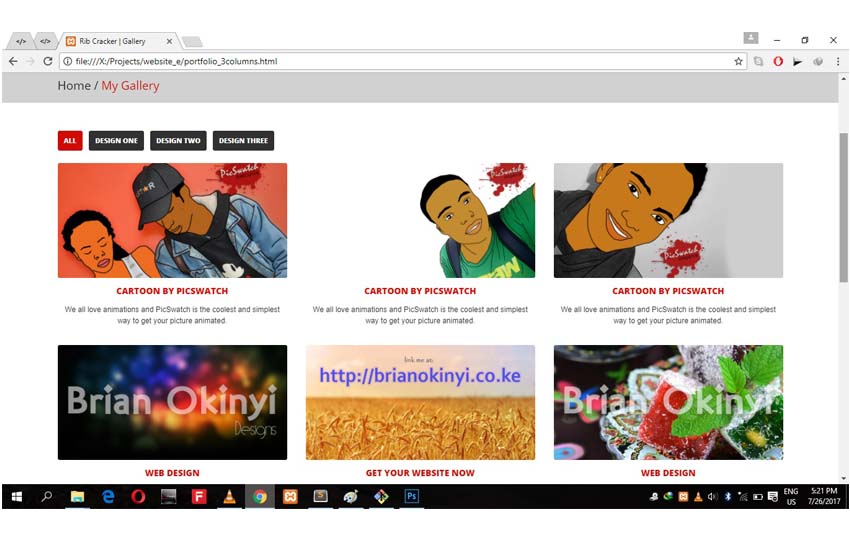 Rib Cracker | Gallery
file:///X:/Projects/website_e/portfolio_3columns.html
Home / My Gallery
ALL DESIGN ONE DESIGN TWO DESIGN THREE
PicSwatch
PicSwatch
PicSwatch
CARTOON BY PICSWATCH
We all love animations and PicSwatch is the coolest and simplest
way to get your picture animated.
CARTOON BY PICSWATCH
We all love animations and PicSwatch is the coolest and simplest
way to get your picture animated.
CARTOON BY PICSWATCH
We all love animations and PicSwatch is the coolest and simplest
way to get your picture animated.
Brian Okinyi
Designs
WEB DESIGN
link me at:
http://brianokinyi.co.ke
GET YOUR WEBSITE NOW
Brian Okinyi
WEB DESIGN
ENG
US
5:21 PM
7/26/2017